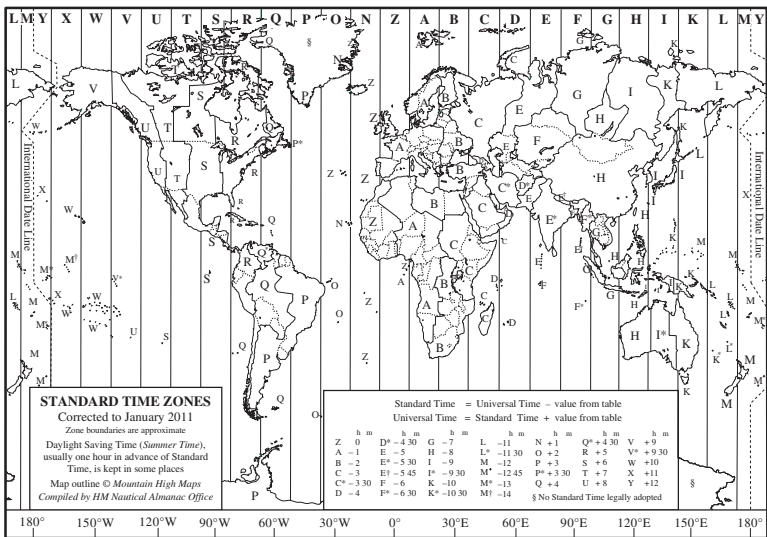 L M Y X W V U T S R Q P O N Z A B C D E F G H I K L M Y
Q § A G K
N C
L V S Z A B C E G I K L
P
U T R Q H
W C F
International Date Line
P* A B E K L
U T S R O Z H I
X W N Z A B C C* D* E E* F* G H
S Q C
M† V* R Q P O A B C E F G H I K M
W U S Z A D F* H I* K L
M Q P Z B M
International Date Line
STANDARD TIME ZONES
Corrected to January 2011
Zone boundaries are approximate
Daylight Saving Time (Summer Time),
usually one hour in advance of Standard
Time, is kept in some places
Map outline © Mountain High Maps
Compiled by HM Nautical Almanac Office
Standard Time = Universal Time – value from table
Universal Time = Standard Time + value from table
h m h m h m h m h m h m h m
Z 0 D* – 4 30 G – 7 L –11 N + 1 Q* + 4 30 V + 9
A – 1 E – 5 H – 8 L* –11 30 O + 2 R + 5 V* + 9 30
B – 2 E* – 5 30 I – 9 M –12 P + 3 S + 6 W +10
C – 3 E† – 5 45 I* – 9 30 –12 45 P* + 3 30 T + 7 X +11
C* – 3 30 F – 6 K –10 M* –13 Q + 4 U + 8 Y +12
D – 4 F* – 6 30 K* –10 30 M† –14 § No Standard Time legally adopted
P §
180° 150°W 120°W 90°W 60°W 30°W 0° 30°E 60°E 90°E 120°E 150°E 180°